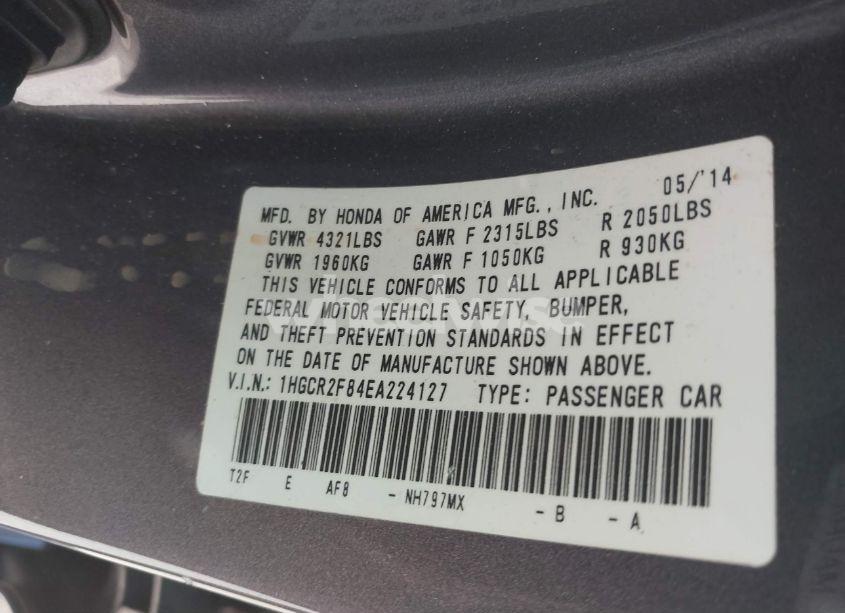 MFD. BY HONDA OF AMERICA MFG., INC. 05/'14
GVWR 4321LBS GAWR F 2315LBS R 2050LBS
GVWR 1960KG GAWR F 1050KG R 930KG
THIS VEHICLE CONFORMS TO ALL APPLICABLE
FEDERAL MOTOR VEHICLE SAFETY, BUMPER,
AND THEFT PREVENTION STANDARDS IN EFFECT
ON THE DATE OF MANUFACTURE SHOWN ABOVE.
V.I.N.: 1HGCR2F84EA224127 TYPE: PASSENGER CAR
T2F E AF8 - NH797MX - B - A